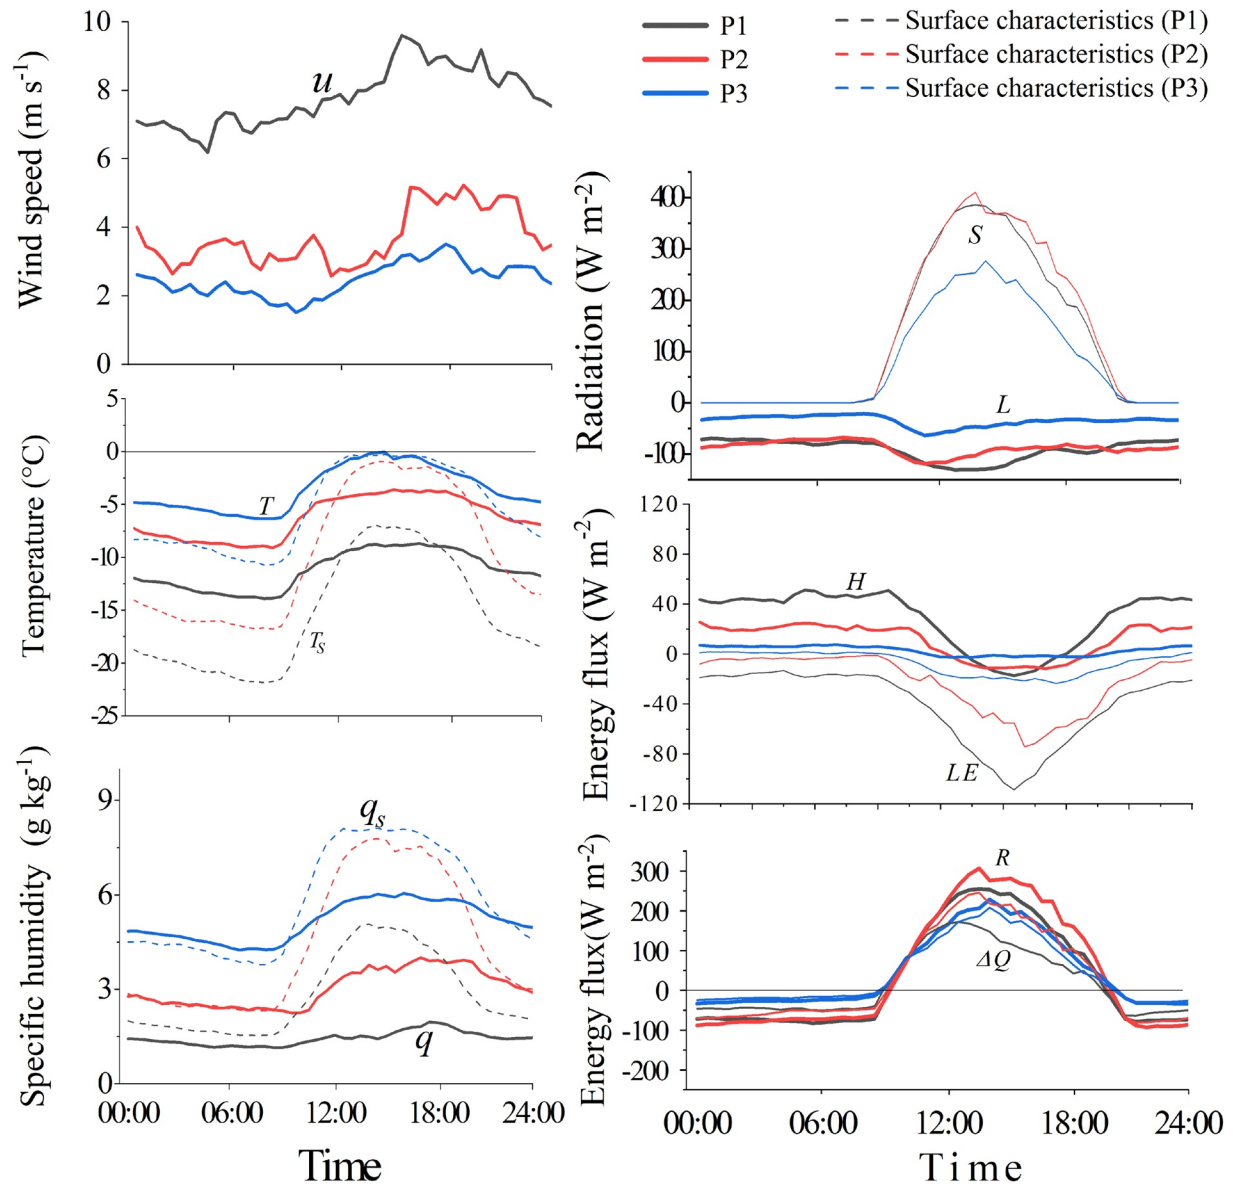 P1
P2
P3
Surface characteristics (P1)
Surface characteristics (P2)
Surface characteristics (P3)
Wind speed (m s-1)
10
8
6
4
2
0
u
Temperature (°C)
5
0
-5
-10
-15
-20
-25
T
Ts
Specific humidity (g kg-1)
9
6
3
0
qs
q
00:00 06:00 12:00 18:00 24:00
Time
Radiation (W m-2)
400
300
200
100
0
-100
S
L
Energy flux (W m-2)
120
80
40
0
-40
-80
-120
H
LE
Energy flux(W m-2)
300
200
100
0
-100
-200
R
ΔQ
00:00 06:00 12:00 18:00 24:00
Time